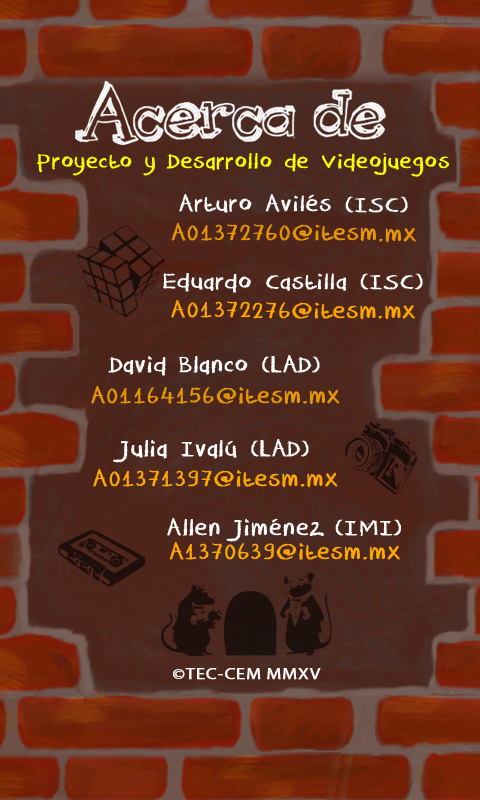 Acerca de
Proyecto y Desarrollo de Videojuegos
Arturo Avilés (ISC)
A01372760@itesm.mx
Eduardo Castilla (ISC)
A01372276@itesm.mx
David Blanco (LAD)
A01164156@itesm.mx
Julia Ivalú (LAD)
A01371397@itesm.mx
Allen Jiménez (IMI)
A1370639@itesm.mx
©TEC-CEM MMXV